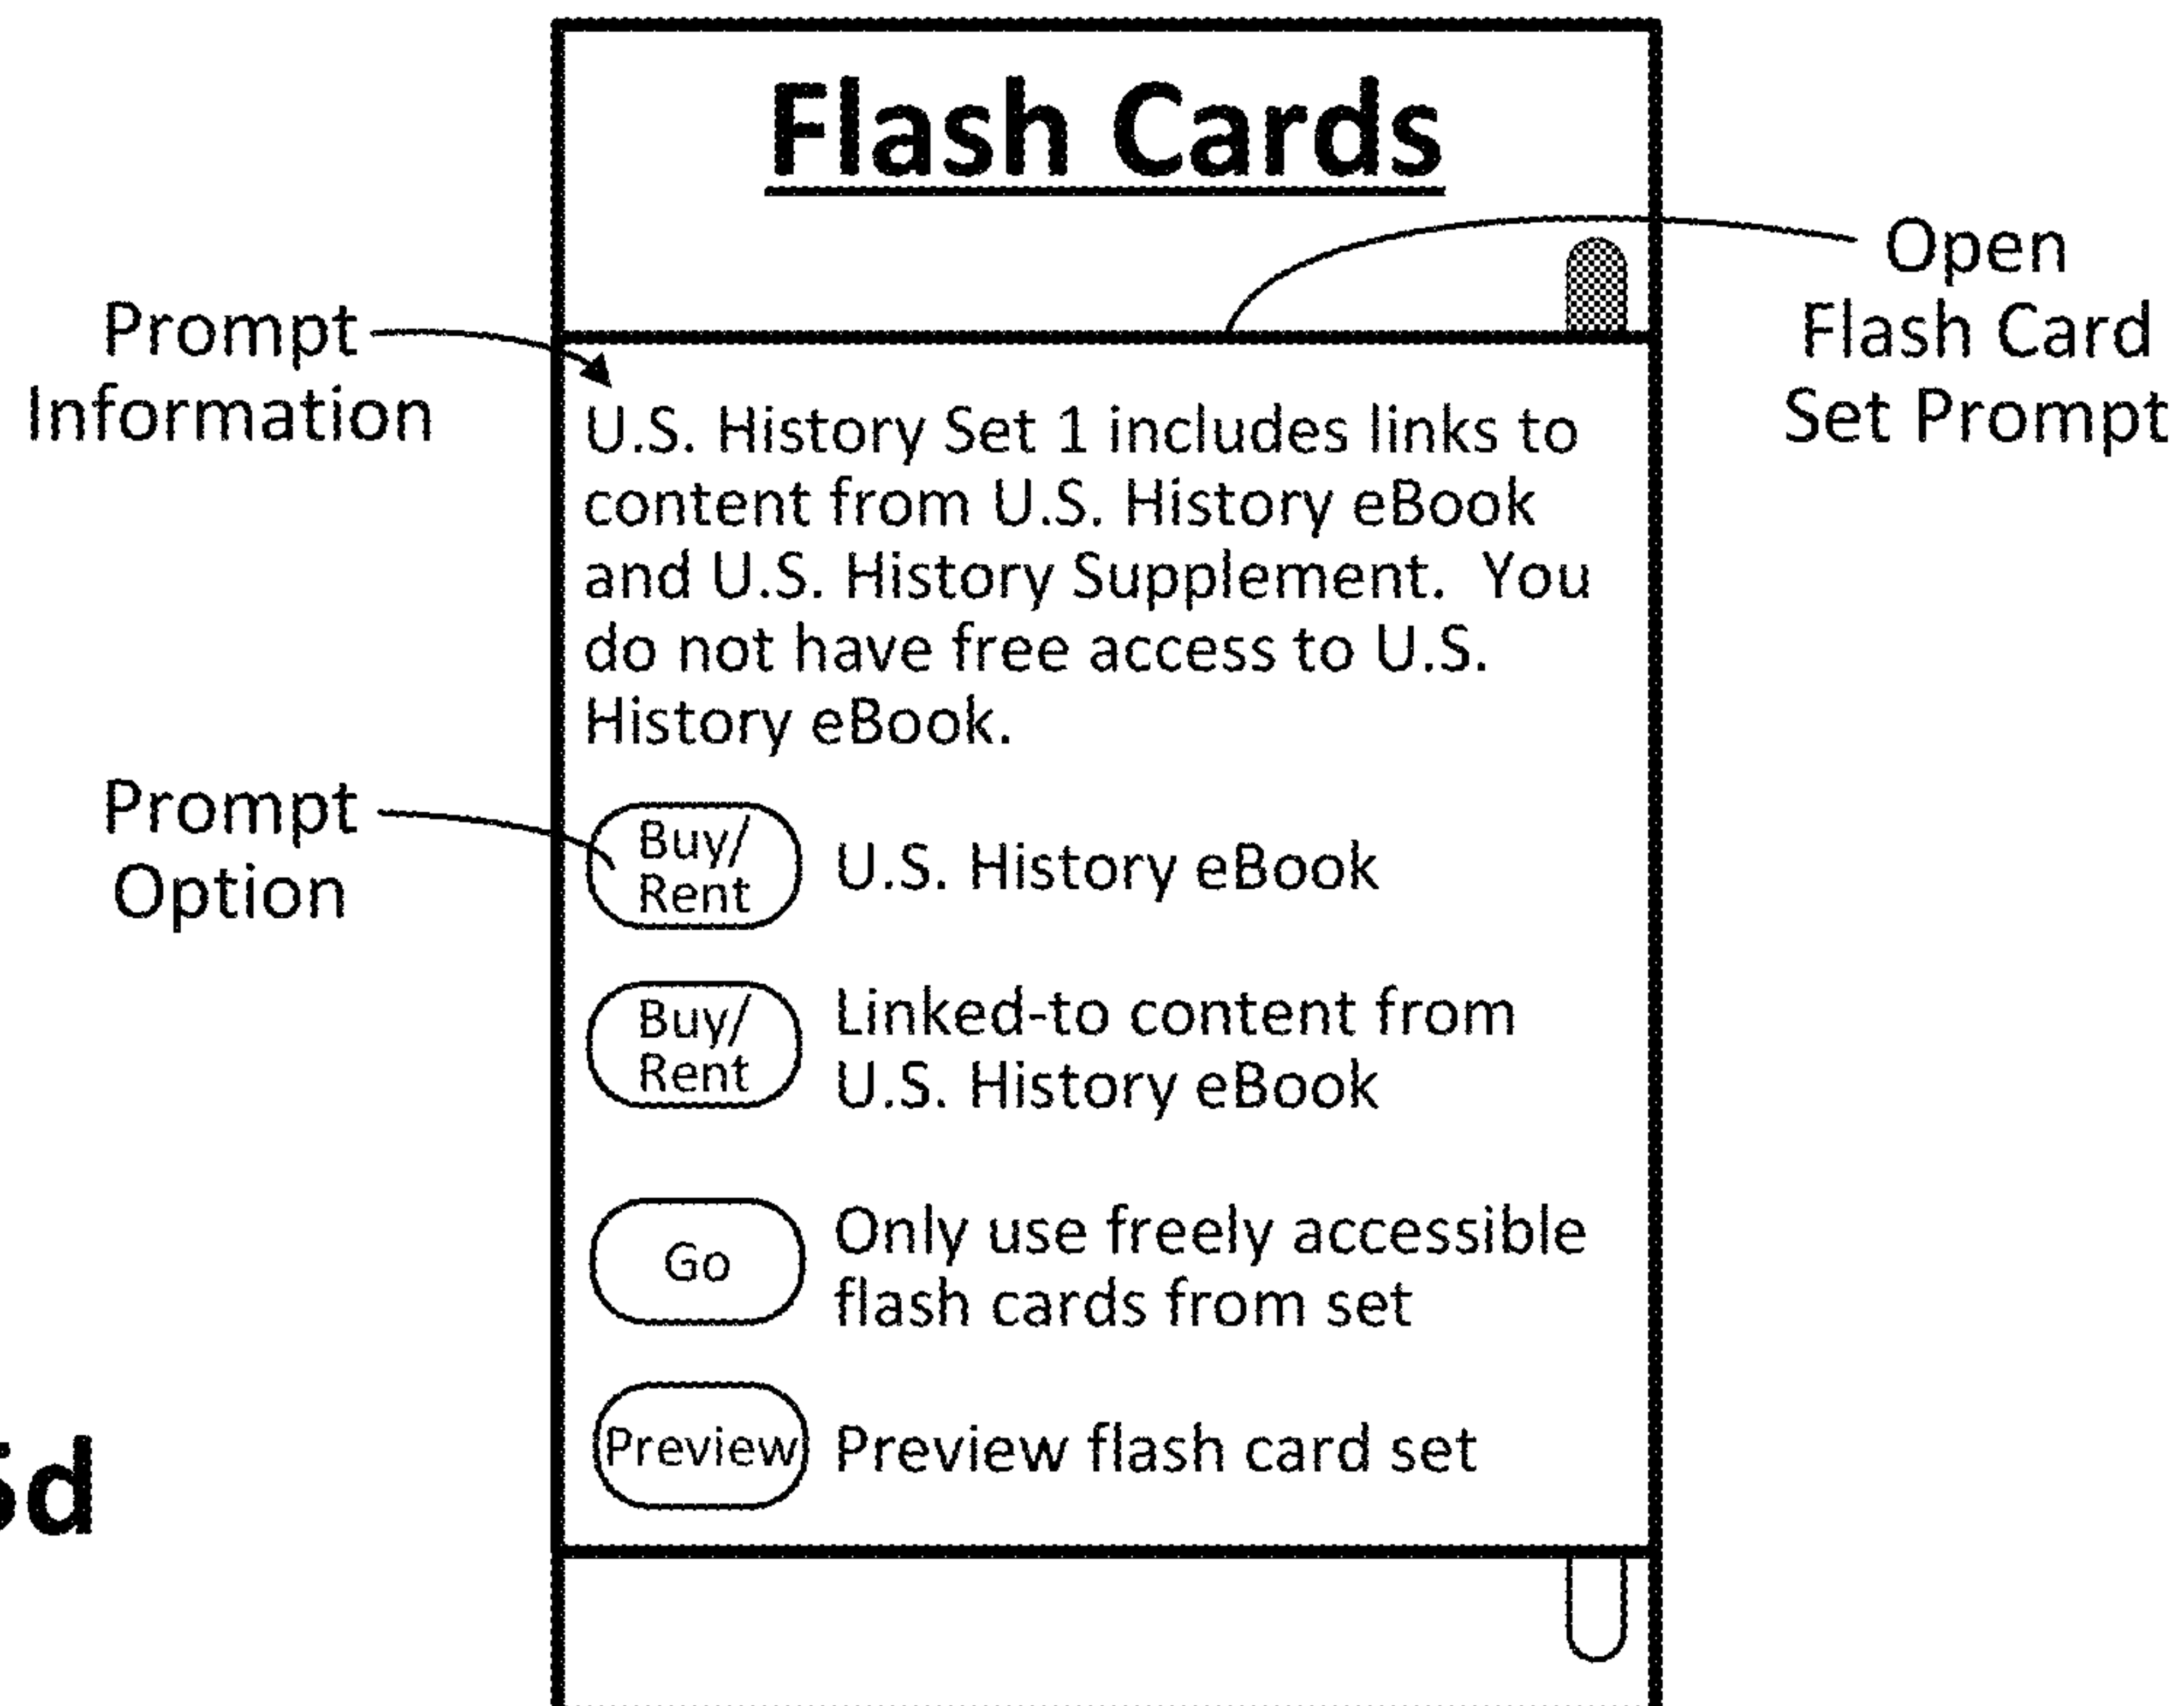 Flash Cards
Open
Flash Card
Set Prompt
Prompt
Information
U.S. History Set 1 includes links to
content from U.S. History eBook
and U.S. History Supplement. You
do not have free access to U.S.
History eBook.
Prompt
Option
Buy/
Rent
U.S. History eBook
Buy/
Rent
Linked-to content from
U.S. History eBook
Go
Only use freely accessible
flash cards from set
Preview
Preview flash card set